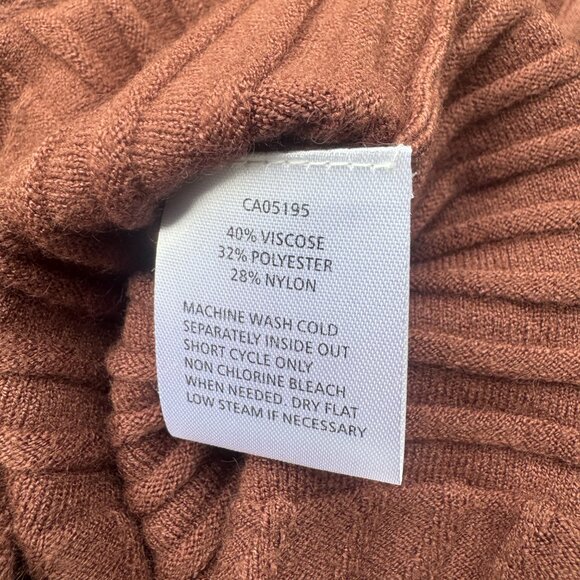 CA05195
40% VISCOSE
32% POLYESTER
28% NYLON
MACHINE WASH COLD
SEPARATELY INSIDE OUT
SHORT CYCLE ONLY
NON CHLORINE BLEACH
WHEN NEEDED. DRY FLAT
LOW STEAM IF NECESSARY